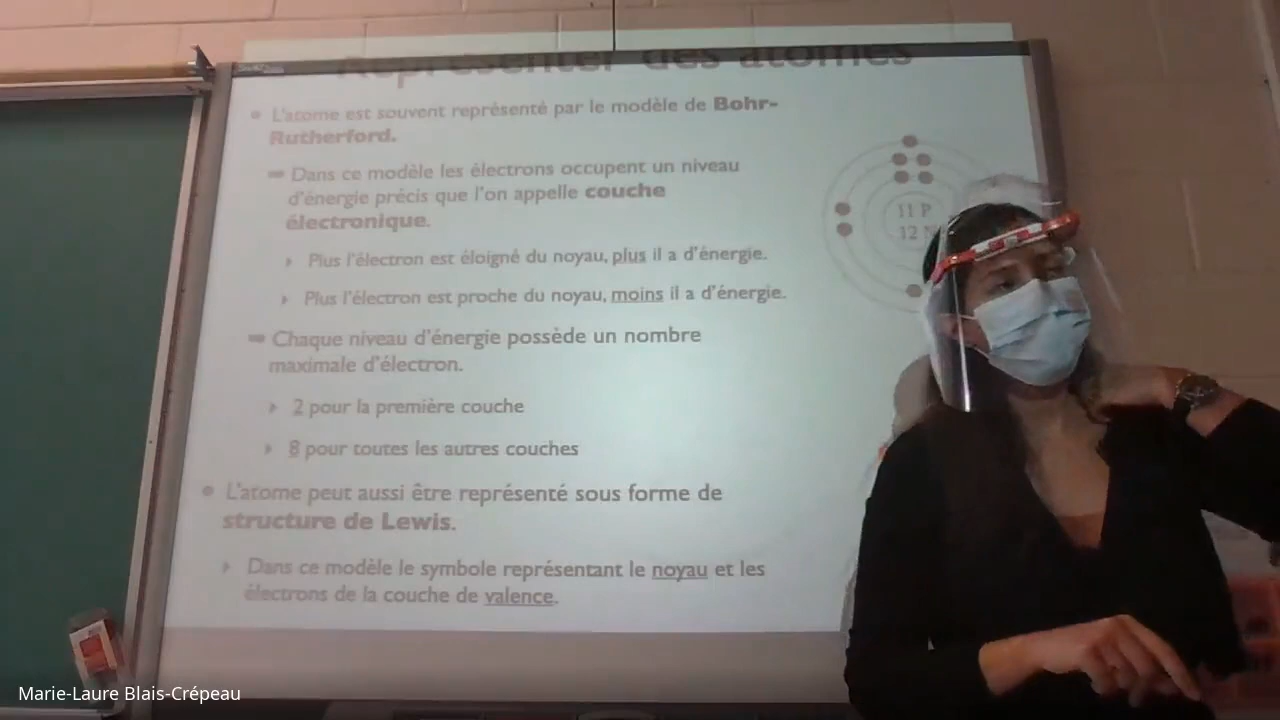 Représenter des atomes
L'atome est souvent représenté par le modèle de Bohr-
Rutherford.
Dans ce modèle les électrons occupent un niveau
d'énergie précis que l'on appelle couche
électronique.
Plus l'électron est éloigné du noyau, plus il a d'énergie.
Plus l'électron est proche du noyau, moins il a d'énergie.
Chaque niveau d'énergie possède un nombre
maximale d'électron.
2 pour la première couche
8 pour toutes les autres couches
L'atome peut aussi être représenté sous forme de
structure de Lewis.
Dans ce modèle le symbole représentant le noyau et les
électrons de la couche de valence.
11 P
12 N
Marie-Laure Blais-Crépeau